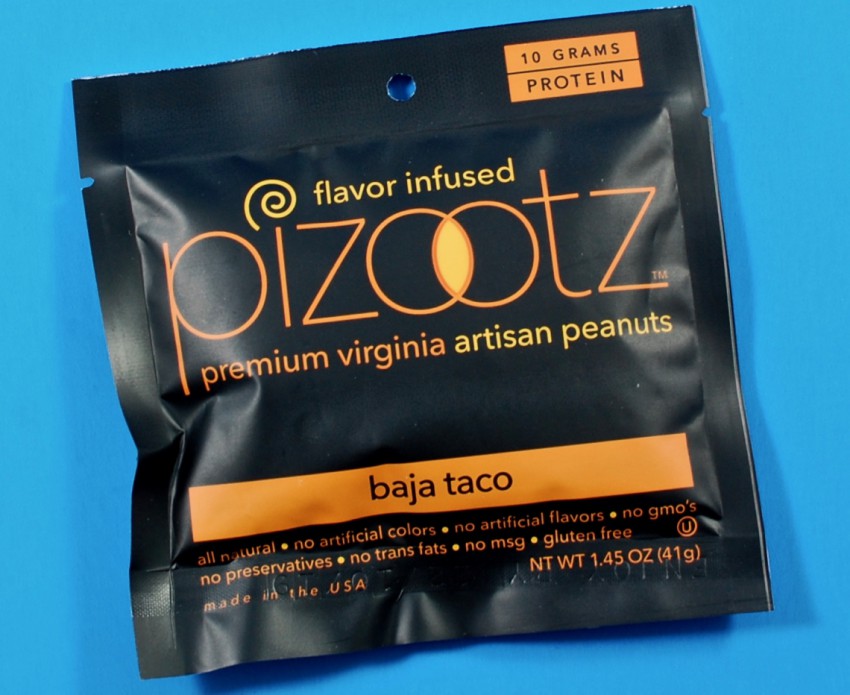 10 GRAMS
PROTEIN
flavor infused
pizootz™
premium virginia artisan peanuts
baja taco
all natural • no artificial colors • no artificial flavors • no gmo's
no preservatives • no trans fats • no msg • gluten free Ⓤ
NT WT 1.45 OZ (41g)
made in the USA